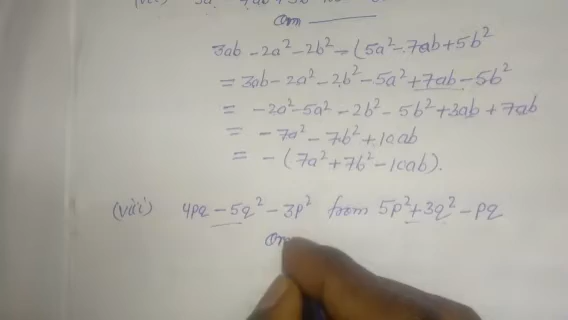 3ab - 2a² - 2b² - (5a² - 7ab + 5b²
= 3ab - 2a² - 2b² - 5a² + 7ab - 5b²
= - 2a² - 5a² - 2b² - 5b² + 3ab + 7ab
= - 7a² - 7b² + 10ab
= - (7a² + 7b² - 10ab).
(viii) 4pq - 5q² - 3p² from 5p² + 3q² - pq